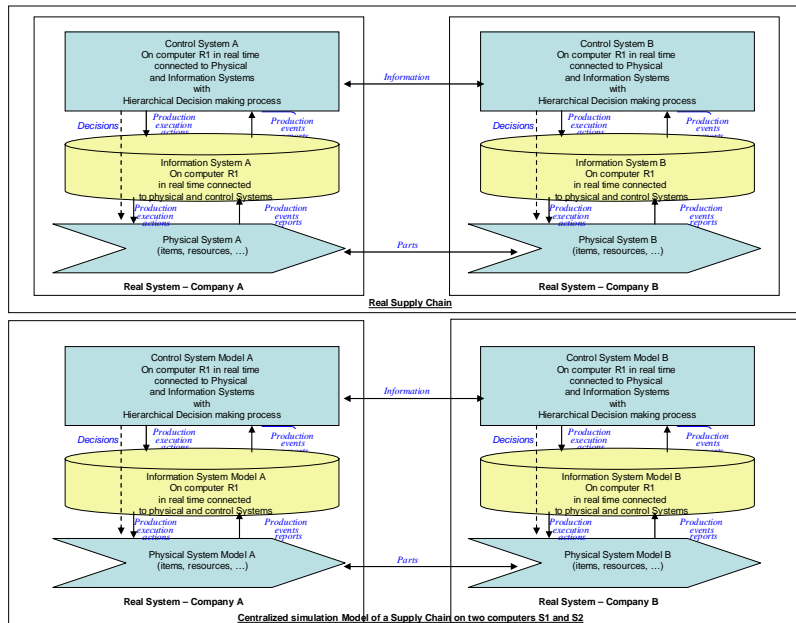 Control System A
On computer R1 in real time
connected to Physical
and Information Systems
with
Hierarchical Decision making process
Information
Control System B
On computer R1 in real time
connected to Physical
and Information Systems
with
Hierarchical Decision making process
Decisions
Production
execution
actions
Production
events
reports
Decisions
Production
execution
actions
Production
events
reports
Information System A
On computer R1
in real time connected
to physical and control Systems
Information System B
On computer R1
in real time connected
to physical and control Systems
Production
execution
actions
Production
events
reports
Production
execution
actions
Production
events
reports
Physical System A
(items, resources, …)
Parts
Physical System B
(items, resources, …)
Real System – Company A
Real System – Company B
Real Supply Chain
Control System Model A
On computer R1 in real time
connected to Physical
and Information Systems
with
Hierarchical Decision making process
Information
Control System Model B
On computer R1 in real time
connected to Physical
and Information Systems
with
Hierarchical Decision making process
Decisions
Production
execution
actions
Production
events
reports
Decisions
Production
execution
actions
Production
events
reports
Information System Model A
On computer R1
in real time connected
to physical and control Systems
Information System Model B
On computer R1
in real time connected
to physical and control Systems
Production
execution
actions
Production
events
reports
Production
execution
actions
Production
events
reports
Physical System Model A
(items, resources, …)
Parts
Physical System Model B
(items, resources, …)
Real System – Company A
Real System – Company B
Centralized simulation Model of a Supply Chain on two computers S1 and S2